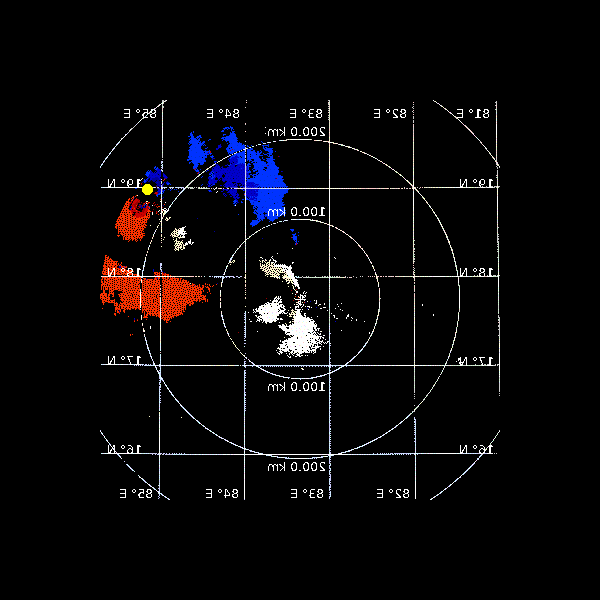 85° E 84° E 83° E 82° E 81° E
200.0 km
19° N 19° N
100.0 km
18° N 18° N
17° N 17° N
100.0 km
16° N 16° N
200.0 km
85° E 84° E 83° E 82° E